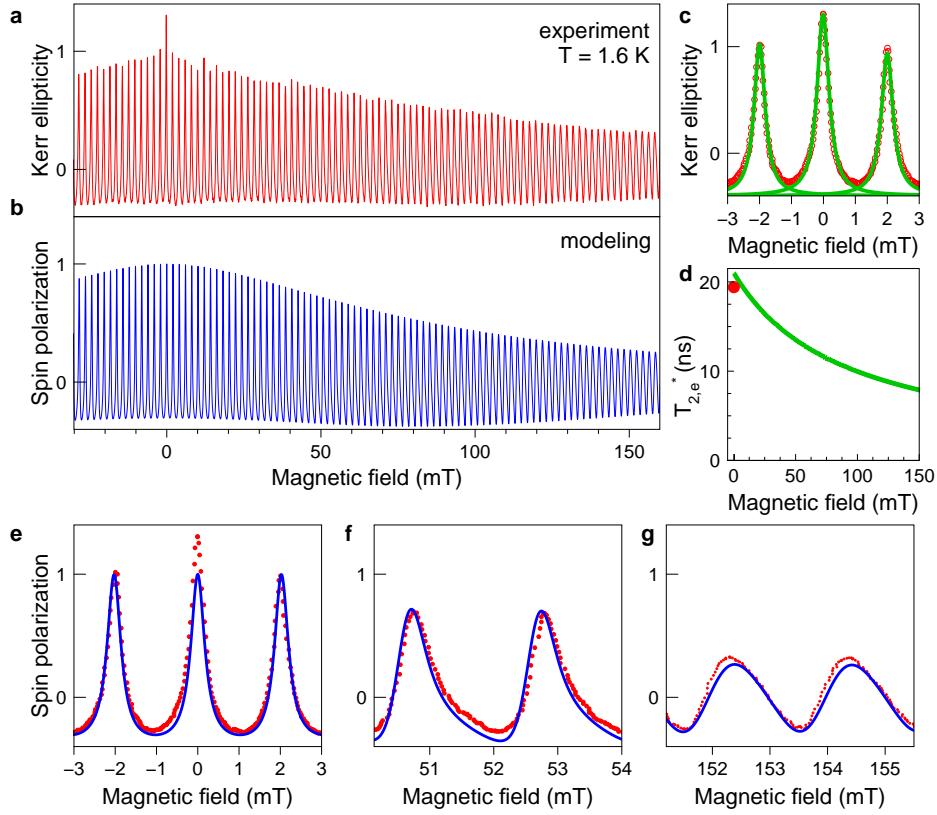 a
experiment
T = 1.6 K
Kerr ellipticity
1
0
b
modeling
Spin polarization
1
0
0 50 100 150
Magnetic field (mT)
c
Kerr ellipticity
1
0
−3 −2 −1 0 1 2 3
Magnetic field (mT)
d
T2,e* (ns)
20
10
0
0 50 100 150
Magnetic field (mT)
e
Spin polarization
1
0
−3 −2 −1 0 1 2 3
Magnetic field (mT)
f
1
0
51 52 53 54
Magnetic field (mT)
g
1
0
152 153 154 155
Magnetic field (mT)